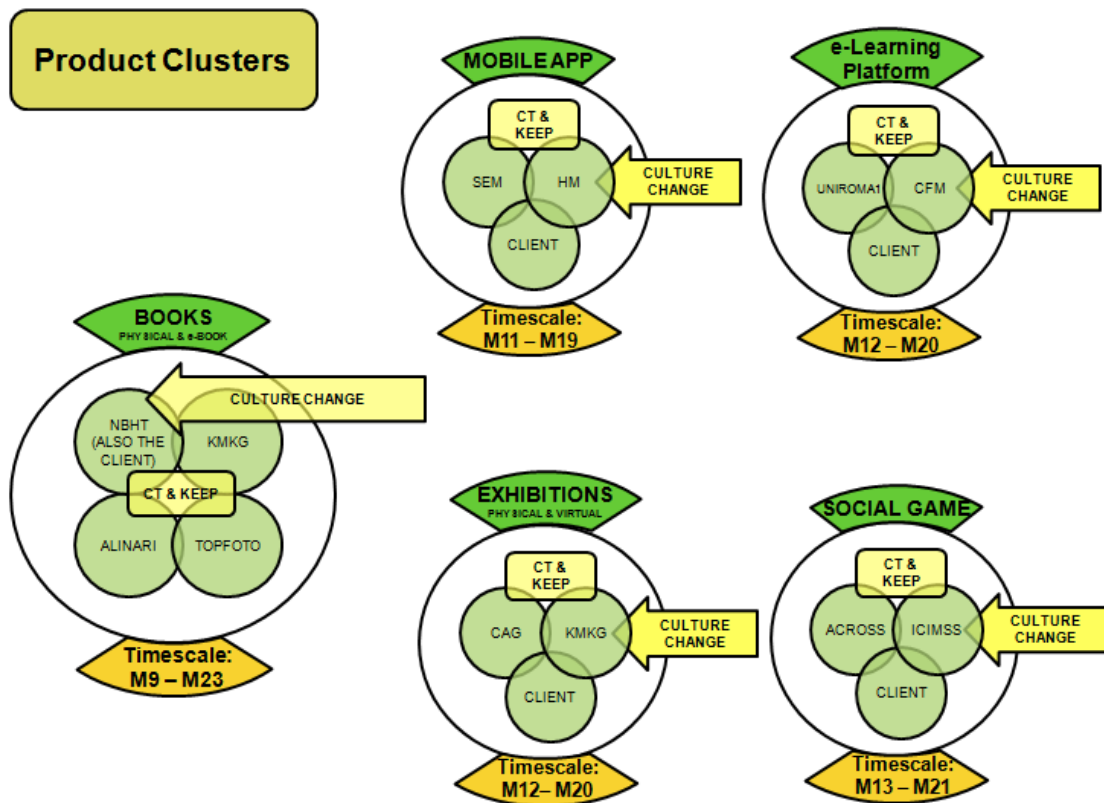 Product Clusters
MOBILE APP
CT &
KEEP
SEM
HM
CLIENT
CULTURE
CHANGE
Timescale:
M11 – M19
e-Learning
Platform
CT &
KEEP
UNIROMA1
CFM
CLIENT
CULTURE
CHANGE
Timescale:
M12 – M20
BOOKS
PHYSICAL & e-BOOK
CULTURE CHANGE
NBHT
(ALSO THE
CLIENT)
KMKG
CT & KEEP
ALINARI
TOPFOTO
Timescale:
M9 – M23
EXHIBITIONS
PHYSICAL & VIRTUAL
CT &
KEEP
CAG
KMKG
CLIENT
CULTURE
CHANGE
Timescale:
M12– M20
SOCIAL GAME
CT &
KEEP
ACROSS
ICIMSS
CLIENT
CULTURE
CHANGE
Timescale:
M13 – M21